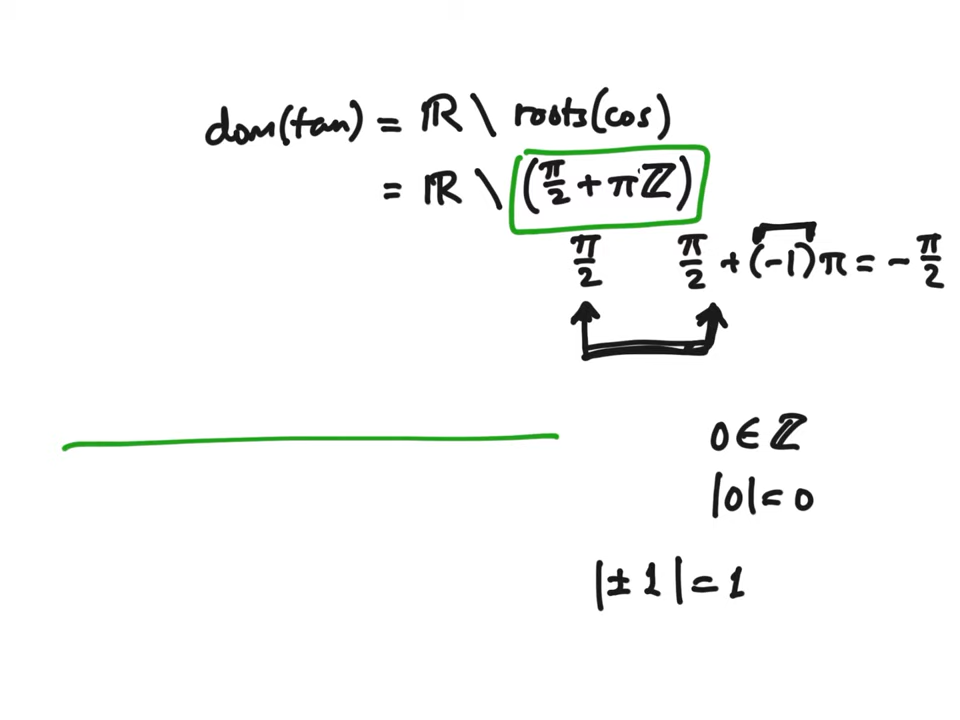 dom(tan) = ℝ \ roots(cos)
= ℝ \ (π/2 + πℤ)
π/2 π/2 + (-1)π = -π/2
0 ∈ ℤ
|0| = 0
|± 1| = 1